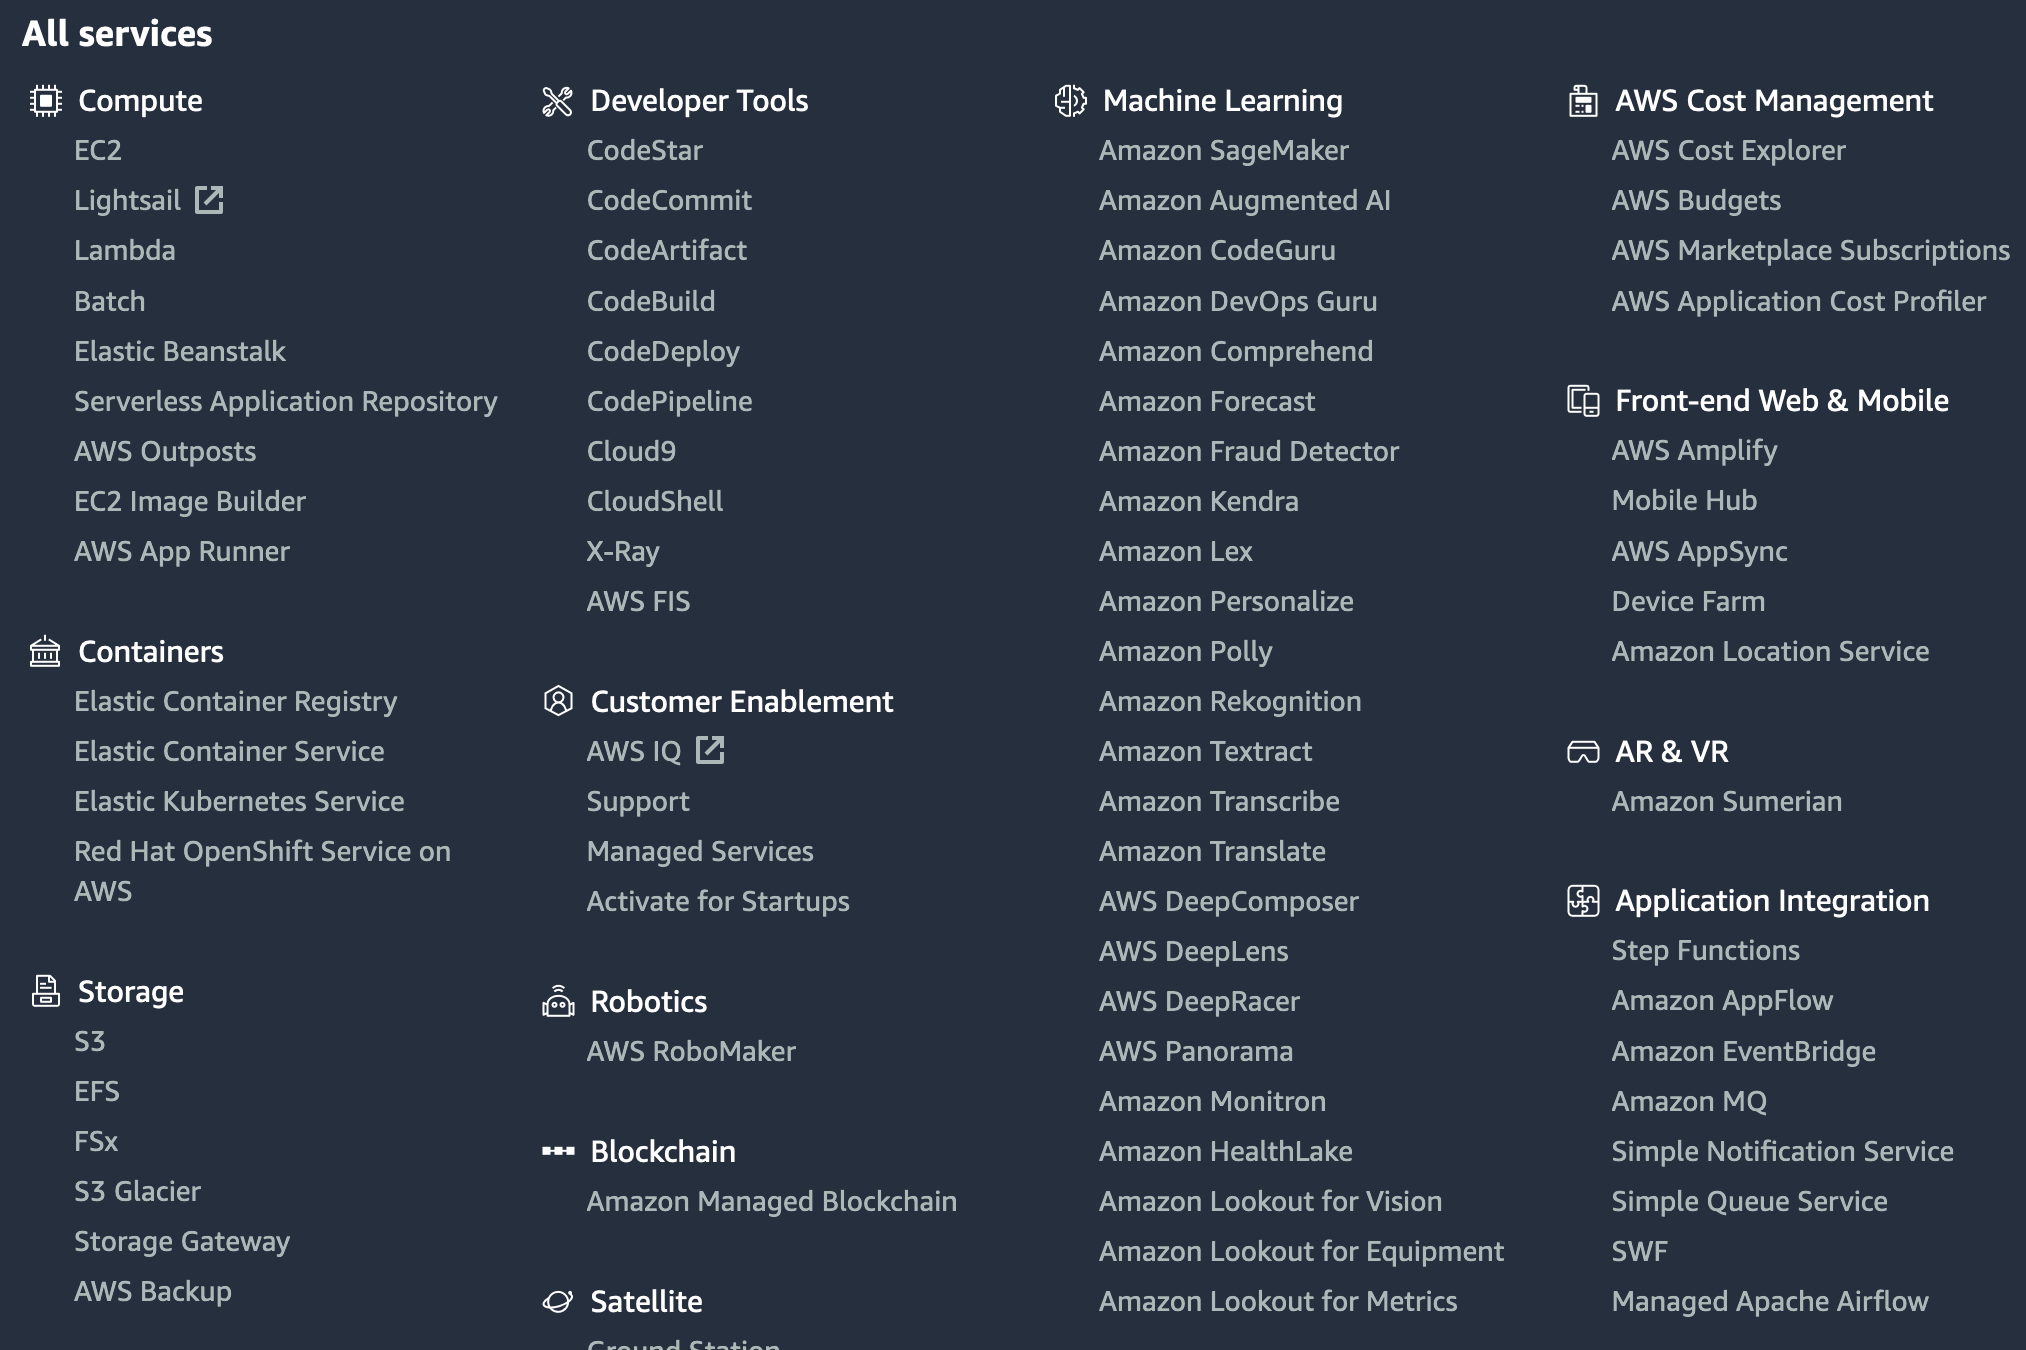 All services
Compute
EC2
Lightsail
Lambda
Batch
Elastic Beanstalk
Serverless Application Repository
AWS Outposts
EC2 Image Builder
AWS App Runner
Containers
Elastic Container Registry
Elastic Container Service
Elastic Kubernetes Service
Red Hat OpenShift Service on
AWS
Storage
S3
EFS
FSx
S3 Glacier
Storage Gateway
AWS Backup
Developer Tools
CodeStar
CodeCommit
CodeArtifact
CodeBuild
CodeDeploy
CodePipeline
Cloud9
CloudShell
X-Ray
AWS FIS
Customer Enablement
AWS IQ
Support
Managed Services
Activate for Startups
Robotics
AWS RoboMaker
Blockchain
Amazon Managed Blockchain
Satellite
Ground Station
Machine Learning
Amazon SageMaker
Amazon Augmented AI
Amazon CodeGuru
Amazon DevOps Guru
Amazon Comprehend
Amazon Forecast
Amazon Fraud Detector
Amazon Kendra
Amazon Lex
Amazon Personalize
Amazon Polly
Amazon Rekognition
Amazon Textract
Amazon Transcribe
Amazon Translate
AWS DeepComposer
AWS DeepLens
AWS DeepRacer
AWS Panorama
Amazon Monitron
Amazon HealthLake
Amazon Lookout for Vision
Amazon Lookout for Equipment
Amazon Lookout for Metrics
AWS Cost Management
AWS Cost Explorer
AWS Budgets
AWS Marketplace Subscriptions
AWS Application Cost Profiler
Front-end Web & Mobile
AWS Amplify
Mobile Hub
AWS AppSync
Device Farm
Amazon Location Service
AR & VR
Amazon Sumerian
Application Integration
Step Functions
Amazon AppFlow
Amazon EventBridge
Amazon MQ
Simple Notification Service
Simple Queue Service
SWF
Managed Apache Airflow